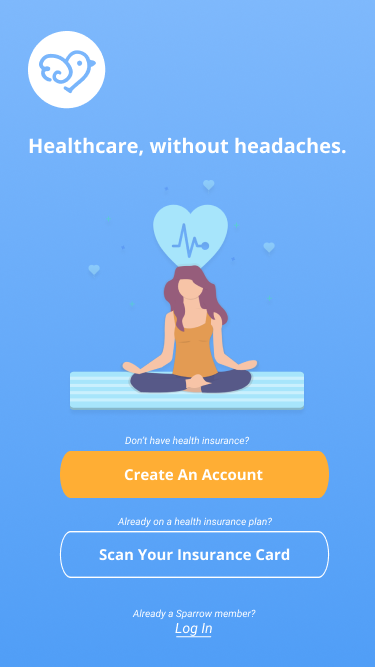 Healthcare, without headaches.
Don't have health insurance?
Create An Account
Already on a health insurance plan?
Scan Your Insurance Card
Already a Sparrow member?
Log In